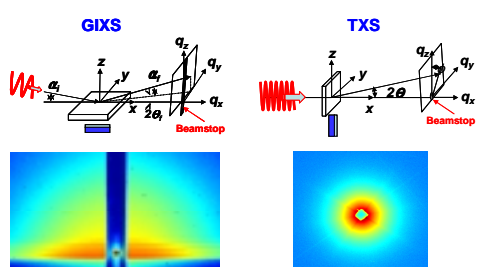 GIXS
TXS
qz
qy
z
y
αf
αi
x
2θf
qx
Beamstop
qz
qy
z
y
φ
2θ
x
qx
Beamstop